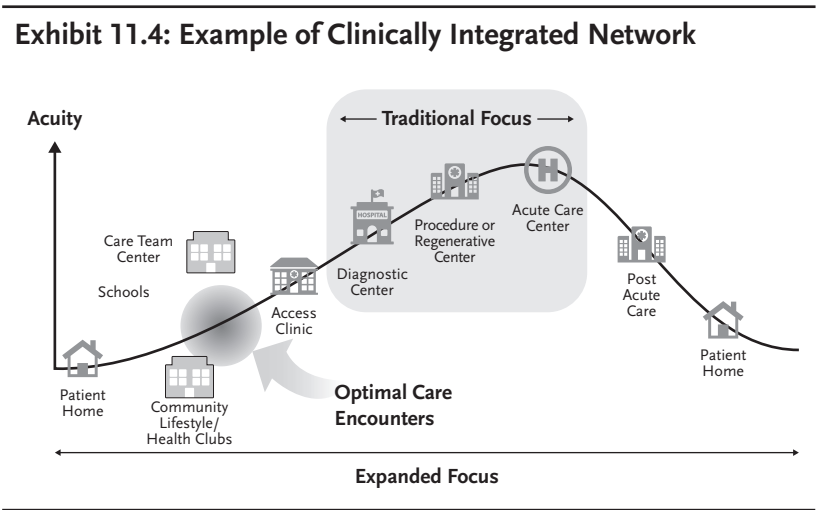 Exhibit 11.4: Example of Clinically Integrated Network
Acuity
Traditional Focus
H
HOSPITAL
Acute Care
Center
Procedure or
Regenerative
Center
Care Team
Center
Diagnostic
Center
Schools
Access
Clinic
Post
Acute
Care
Patient
Home
Patient
Home
Community
Lifestyle/
Health Clubs
Optimal Care
Encounters
Expanded Focus